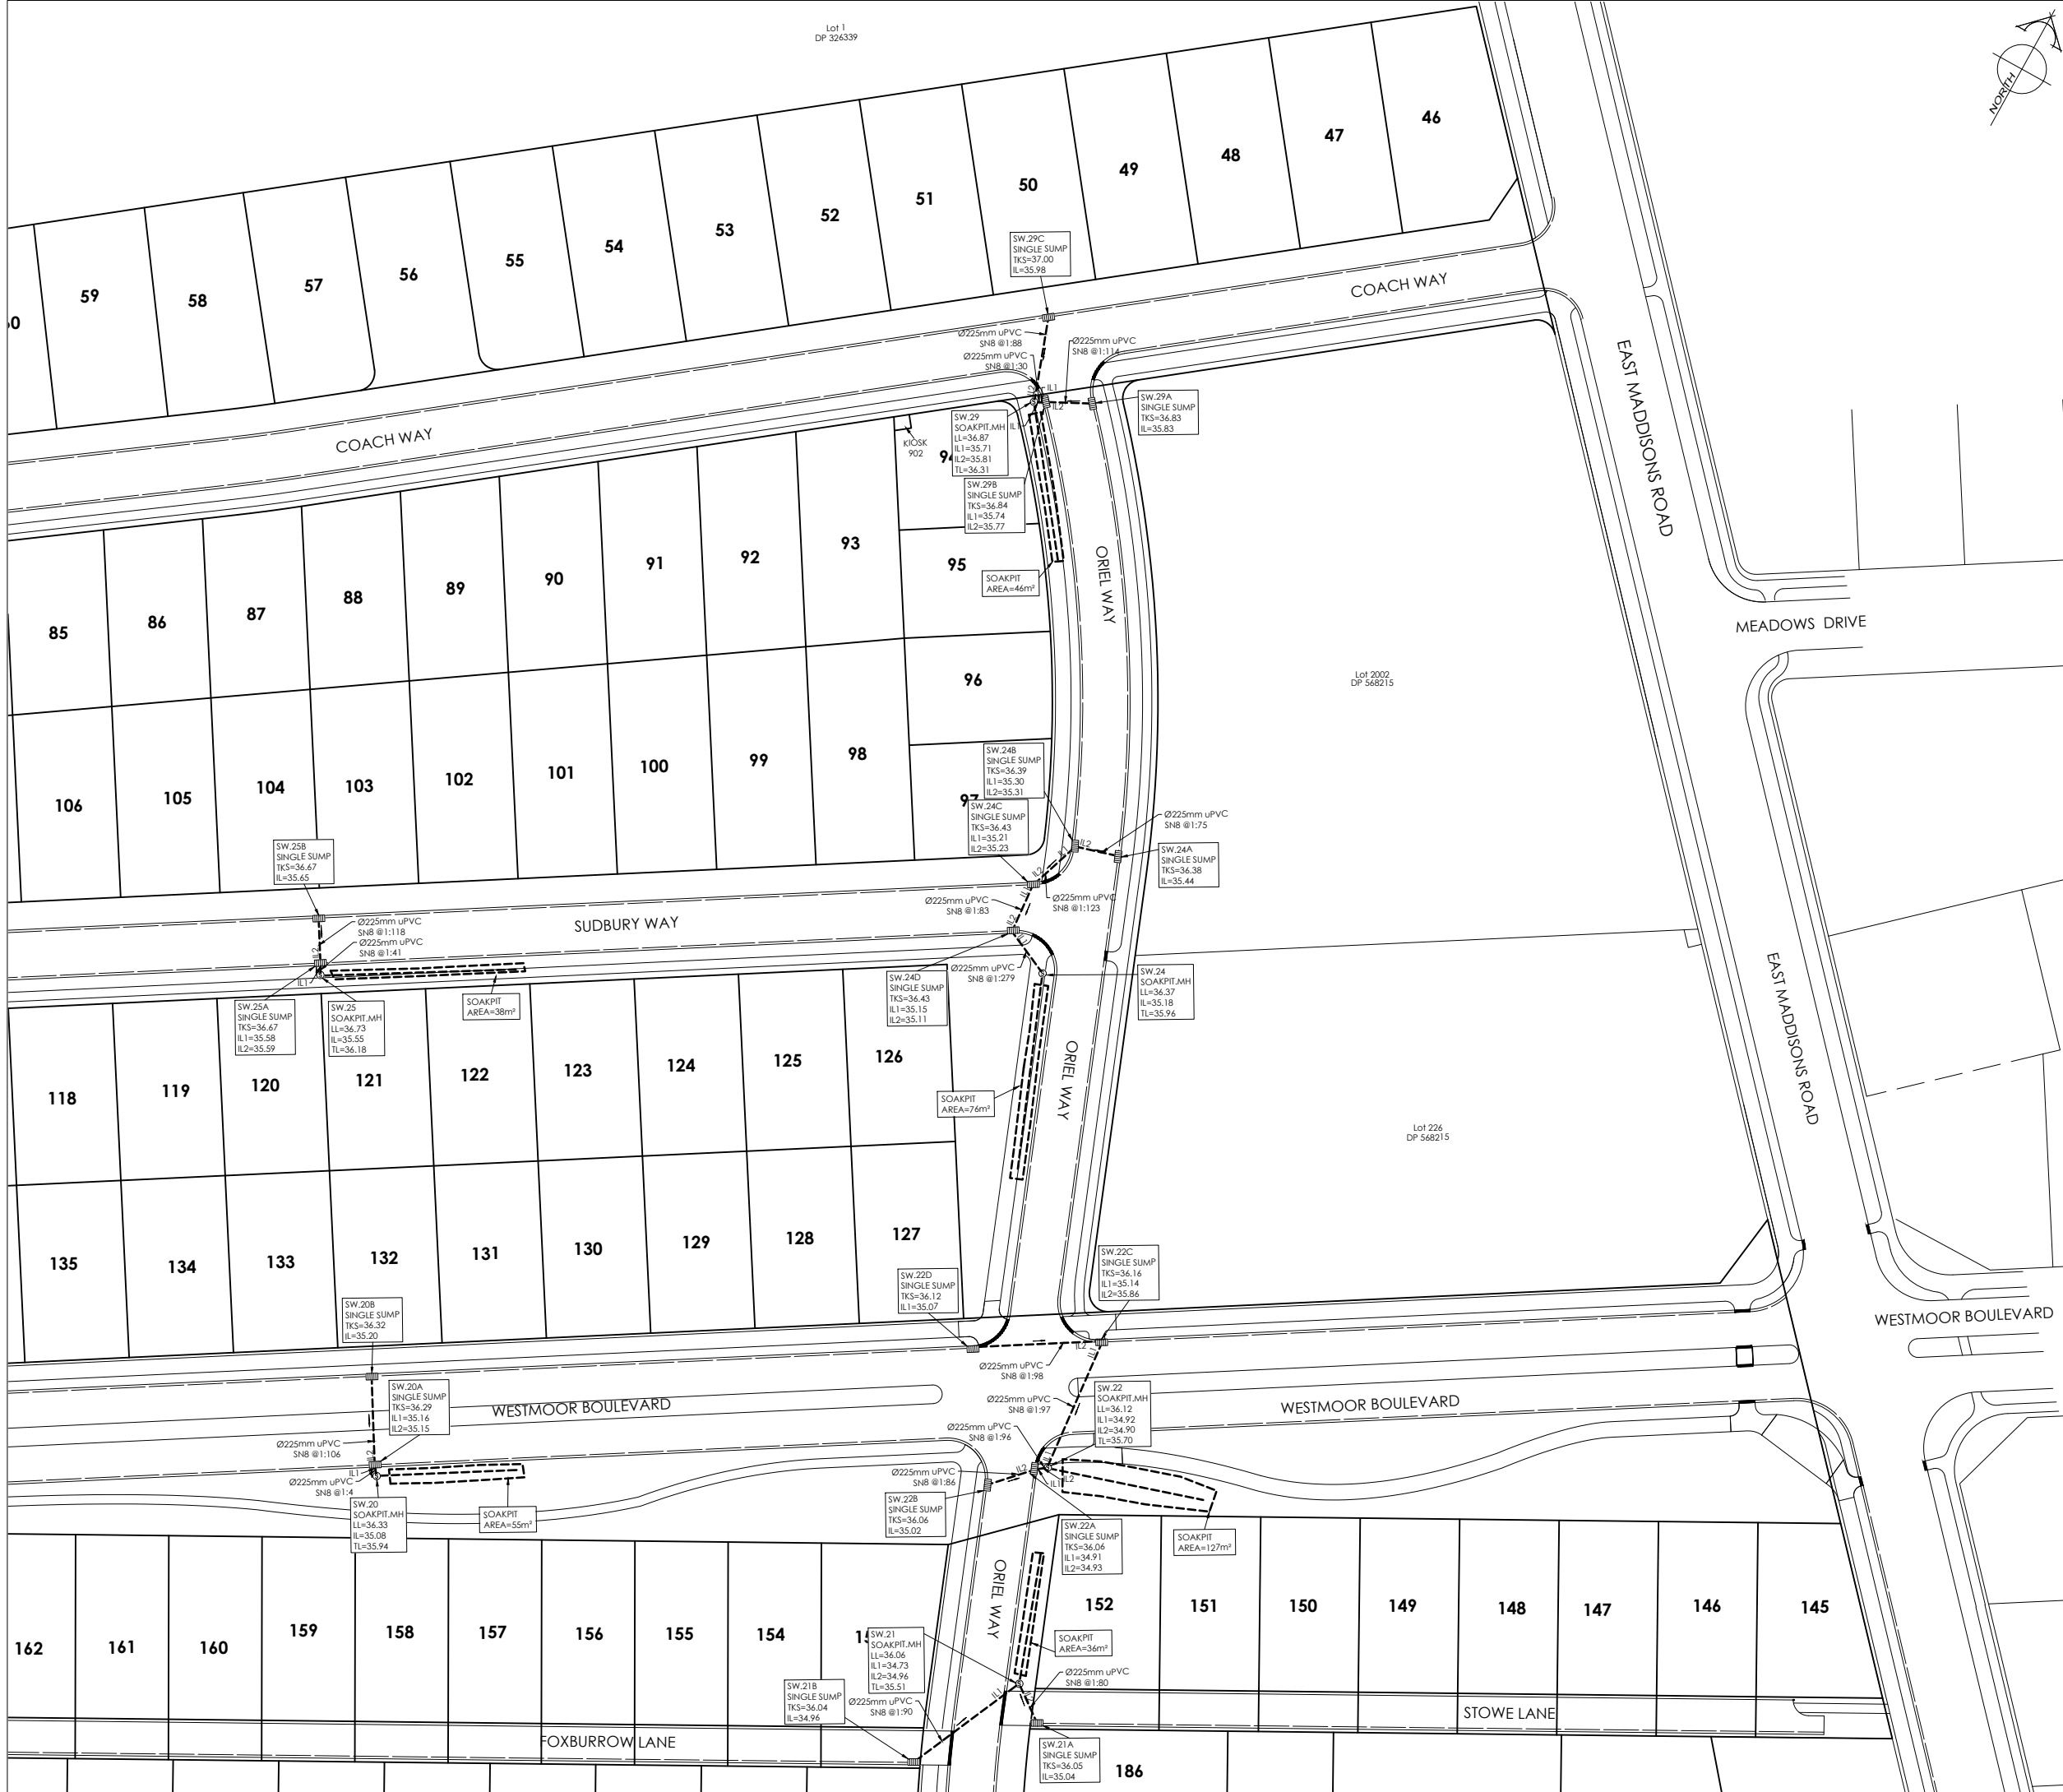 Lot 1
DP 326339
NORTH
46
47
48
49
50
51
52
53
54
55
56
57
58
59
SW.29C
SINGLE SUMP
TKS=37.00
IL=35.98
COACH WAY
Ø225mm uPVC
SN8 @1:88
Ø225mm uPVC
SN8 @1:30
Ø225mm uPVC
SN8 @1:114
IL2
IL1
IL2
IL1
SW.29A
SINGLE SUMP
TKS=36.83
IL=35.83
EAST MADDISONS ROAD
COACH WAY
KIOSK
902
SW.29
SOAKPIT.MH
LL=36.87
IL1=35.71
IL2=35.81
TL=36.31
SW.29B
SINGLE SUMP
TKS=36.84
IL1=35.74
IL2=35.77
SOAKPIT
AREA=46m²
ORIEL WAY
85
86
87
88
89
90
91
92
93
95
96
MEADOWS DRIVE
Lot 2002
DP 568215
106
105
104
103
102
101
100
99
98
97
SW.24B
SINGLE SUMP
TKS=36.39
IL1=35.30
IL2=35.31
SW.24C
SINGLE SUMP
TKS=36.43
IL1=35.21
IL2=35.23
Ø225mm uPVC
SN8 @1:75
SW.24A
SINGLE SUMP
TKS=36.38
IL=35.44
IL2
IL1
IL2
IL1
IL2
IL1
Ø225mm uPVC
SN8 @1:83
Ø225mm uPVC
SN8 @1:123
SW.25B
SINGLE SUMP
TKS=36.67
IL=35.65
Ø225mm uPVC
SN8 @1:118
Ø225mm uPVC
SN8 @1:41
IL2
IL1
SUDBURY WAY
Ø225mm uPVC
SN8 @1:279
SW.25A
SINGLE SUMP
TKS=36.67
IL1=35.58
IL2=35.59
SW.25
SOAKPIT.MH
LL=36.73
IL=35.55
TL=36.18
SOAKPIT
AREA=38m²
SW.24D
SINGLE SUMP
TKS=36.43
IL1=35.15
IL2=35.11
SW.24
SOAKPIT.MH
LL=36.37
IL=35.18
TL=35.96
EAST MADDISONS ROAD
118
119
120
121
122
123
124
125
126
SOAKPIT
AREA=76m²
ORIEL WAY
Lot 226
DP 568215
135
134
133
132
131
130
129
128
127
SW.22D
SINGLE SUMP
TKS=36.12
IL1=35.07
SW.22C
SINGLE SUMP
TKS=36.16
IL1=35.14
IL2=35.86
WESTMOOR BOULEVARD
SW.20B
SINGLE SUMP
TKS=36.32
IL=35.20
IL2
IL1
Ø225mm uPVC
SN8 @1:98
SW.20A
SINGLE SUMP
TKS=36.29
IL1=35.16
IL2=35.15
WESTMOOR BOULEVARD
Ø225mm uPVC
SN8 @1:97
SW.22
SOAKPIT.MH
LL=36.12
IL1=34.92
IL2=34.90
TL=35.70
WESTMOOR BOULEVARD
Ø225mm uPVC
SN8 @1:96
Ø225mm uPVC
SN8 @1:106
IL2
IL1
Ø225mm uPVC
SN8 @1:4
Ø225mm uPVC
SN8 @1:86
IL2
IL1
IL2
IL1
SW.20
SOAKPIT.MH
LL=36.33
IL=35.08
TL=35.94
SOAKPIT
AREA=55m²
SW.22B
SINGLE SUMP
TKS=36.06
IL=35.02
SW.22A
SINGLE SUMP
TKS=36.06
IL1=34.91
IL2=34.93
SOAKPIT
AREA=127m²
162
161
160
159
158
157
156
155
154
ORIEL WAY
152
151
150
149
148
147
146
145
SW.21
SOAKPIT.MH
LL=36.06
IL1=34.73
IL2=34.96
TL=35.51
SOAKPIT
AREA=36m²
Ø225mm uPVC
SN8 @1:80
SW.21B
SINGLE SUMP
TKS=36.04
IL=34.96
Ø225mm uPVC
SN8 @1:90
IL1
STOWE LANE
FOXBURROW LANE
SW.21A
SINGLE SUMP
TKS=36.05
IL=35.04
186